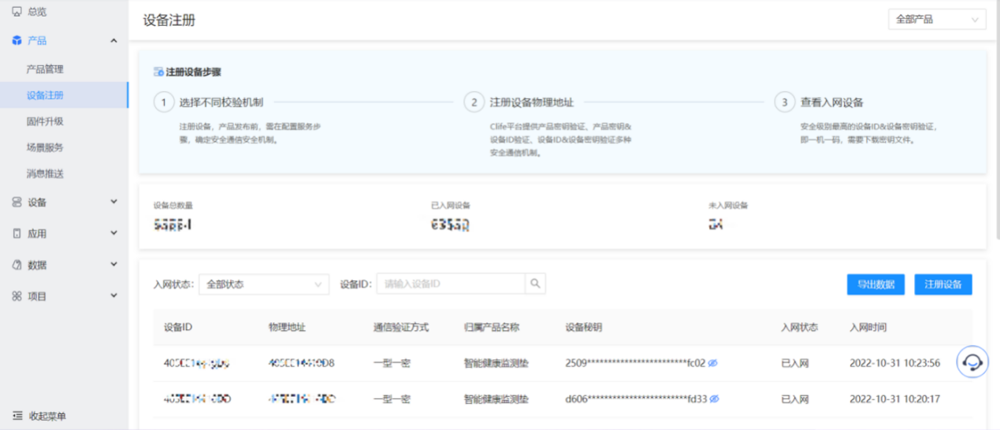 总览
产品
产品管理
设备注册
固件升级
场景服务
消息推送
设备
应用
数据
项目
收起菜单
设备注册
全部产品
注册设备步骤
1 选择不同校验机制
注册设备，产品发布前，需在配置服务步
骤，确定安全通信安全机制。
2 注册设备物理地址
Clife平台提供产品密钥验证、产品密钥&
设备ID验证、设备ID&设备密钥验证多种
安全通信机制。
3 查看入网设备
安全级别最高的设备ID&设备密钥验证，
即一机一码，需要下载密钥文件。
设备总数量
已入网设备
未入网设备
入网状态： 全部状态 设备ID： 请输入设备ID
导出数据 注册设备
设备ID 物理地址 通信验证方式 归属产品名称 设备秘钥 入网状态 入网时间
一型一密 智能健康监测垫 2509************************fc02 已入网 2022-10-31 10:23:56
一型一密 智能健康监测垫 d606************************fd33 已入网 2022-10-31 10:20:17